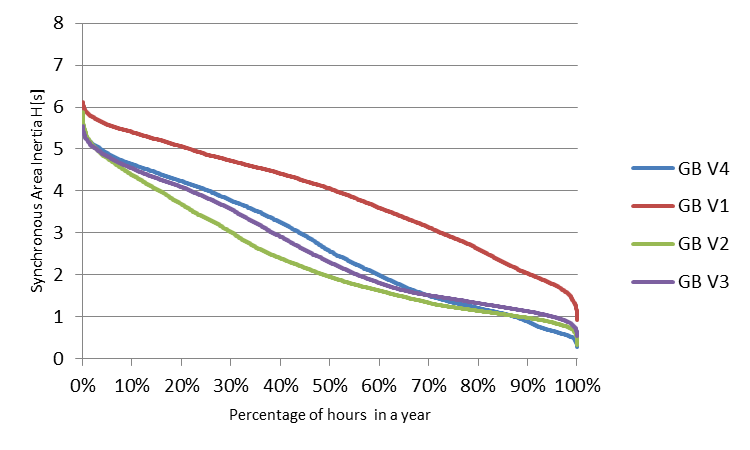 8
7
6
5
4
3
2
1
0
Synchronous Area Inertia H[s]
0% 10% 20% 30% 40% 50% 60% 70% 80% 90% 100%
Percentage of hours in a year
GB V4
GB V1
GB V2
GB V3